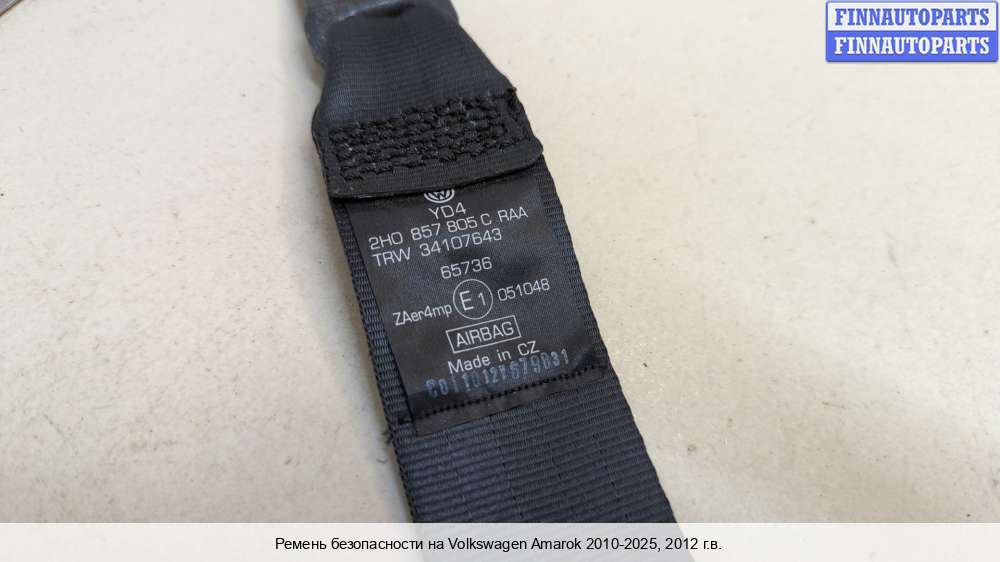 FINNAUTOPARTS
FINNAUTOPARTS
YD4
2H0 857 805 C RAA
TRW 34107643
65736
ZAer4mp E1 051048
AIRBAG
Made in CZ
Ремень безопасности на Volkswagen Amarok 2010-2025, 2012 г.в.